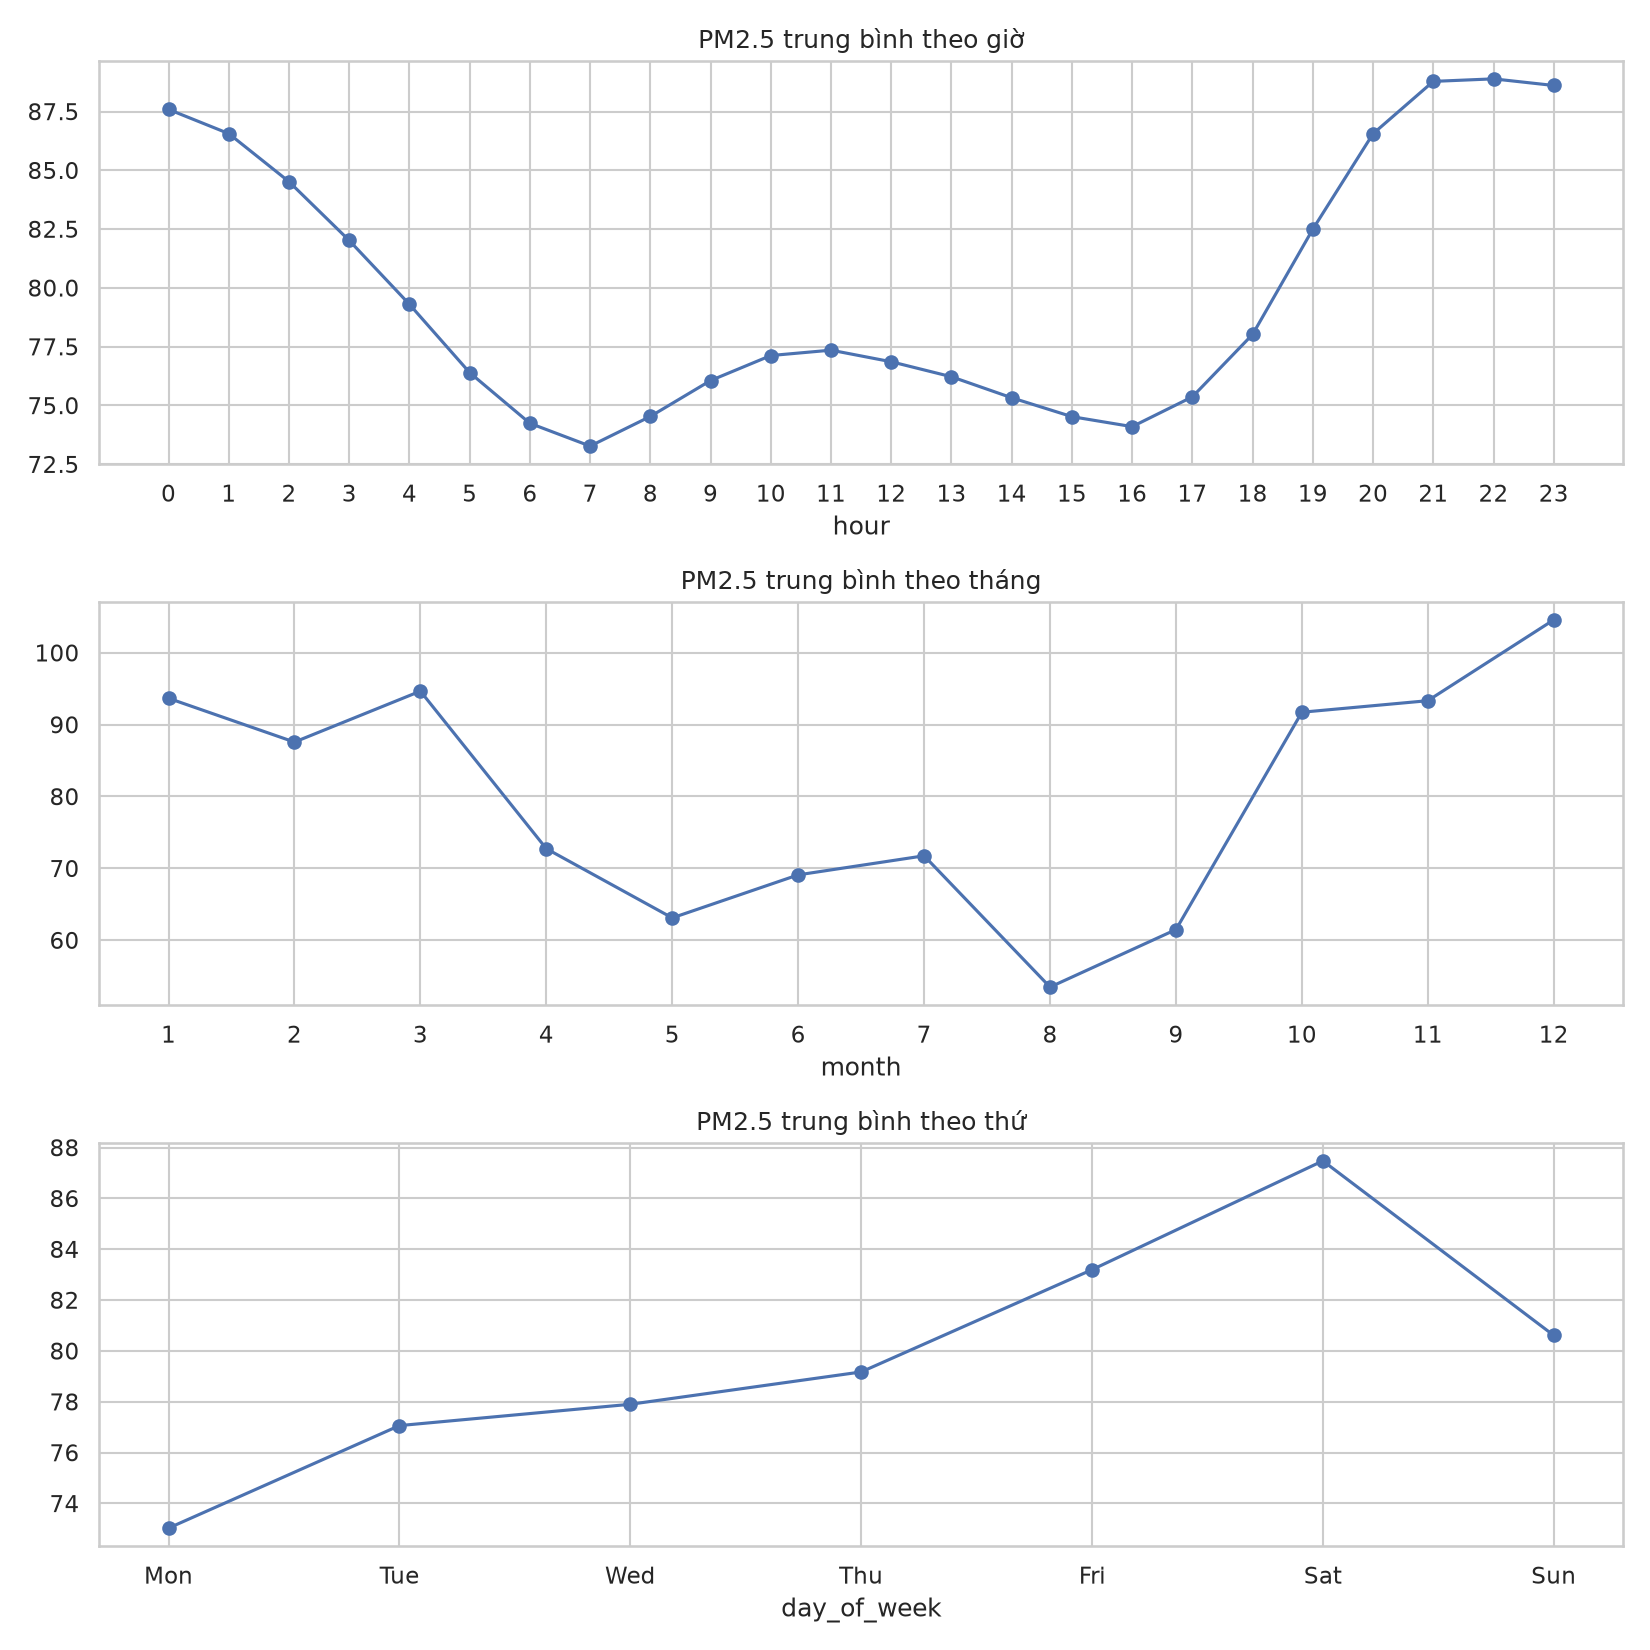 PM2.5 trung bình theo giờ
87.5
85.0
82.5
80.0
77.5
75.0
72.5
0 1 2 3 4 5 6 7 8 9 10 11 12 13 14 15 16 17 18 19 20 21 22 23
hour
PM2.5 trung bình theo tháng
100
90
80
70
60
1 2 3 4 5 6 7 8 9 10 11 12
month
PM2.5 trung bình theo thứ
88
86
84
82
80
78
76
74
Mon Tue Wed Thu Fri Sat Sun
day_of_week